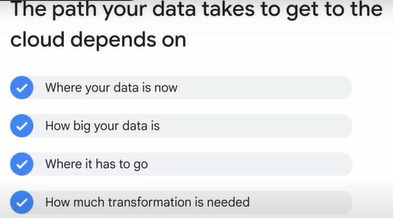 The path your data takes to get to the
cloud depends on
Where your data is now
How big your data is
Where it has to go
How much transformation is needed